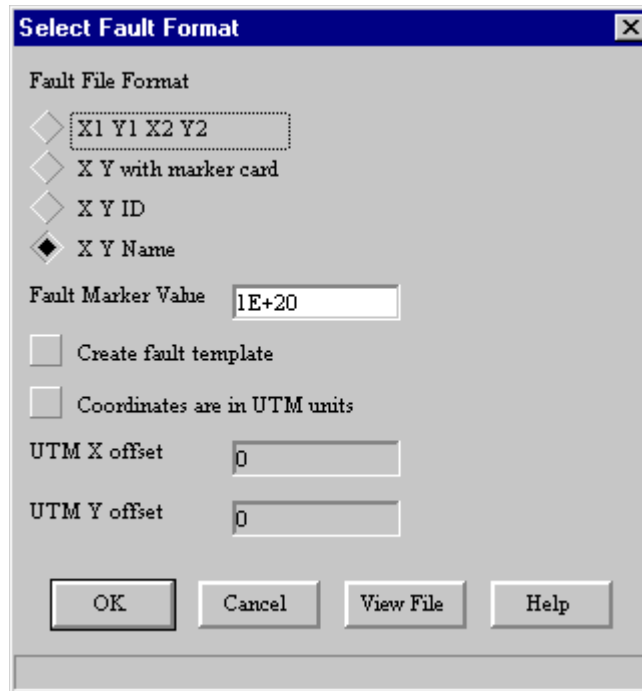 Select Fault Format
Fault File Format
X1 Y1 X2 Y2
X Y with marker card
X Y ID
X Y Name
Fault Marker Value 1E+20
Create fault template
Coordinates are in UTM units
UTM X offset 0
UTM Y offset 0
OK Cancel View File Help